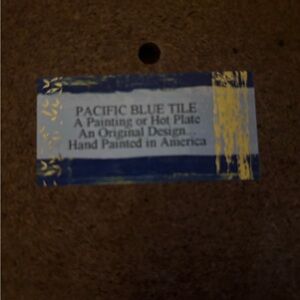 PACIFIC BLUE TILE
A Painting or Hot Plate
An Original Design...
Hand Painted in America